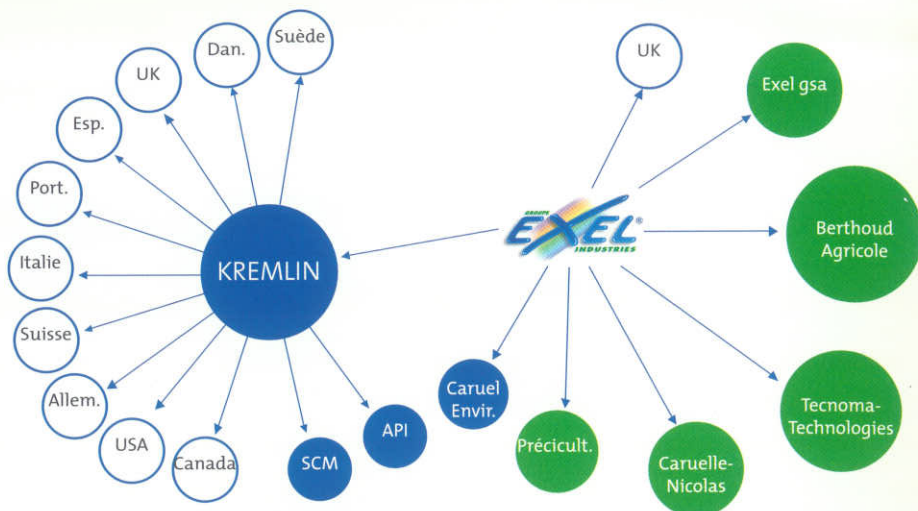 Suède
Dan.
UK
Esp.
Port.
Italie
Suisse
Allem.
USA
Canada
SCM
API
KREMLIN
GROUPE
EXEL®
INDUSTRIES
UK
Exel gsa
Berthoud
Agricole
Tecnoma-
Technologies
Caruelle-
Nicolas
Précicult.
Caruel
Envir.